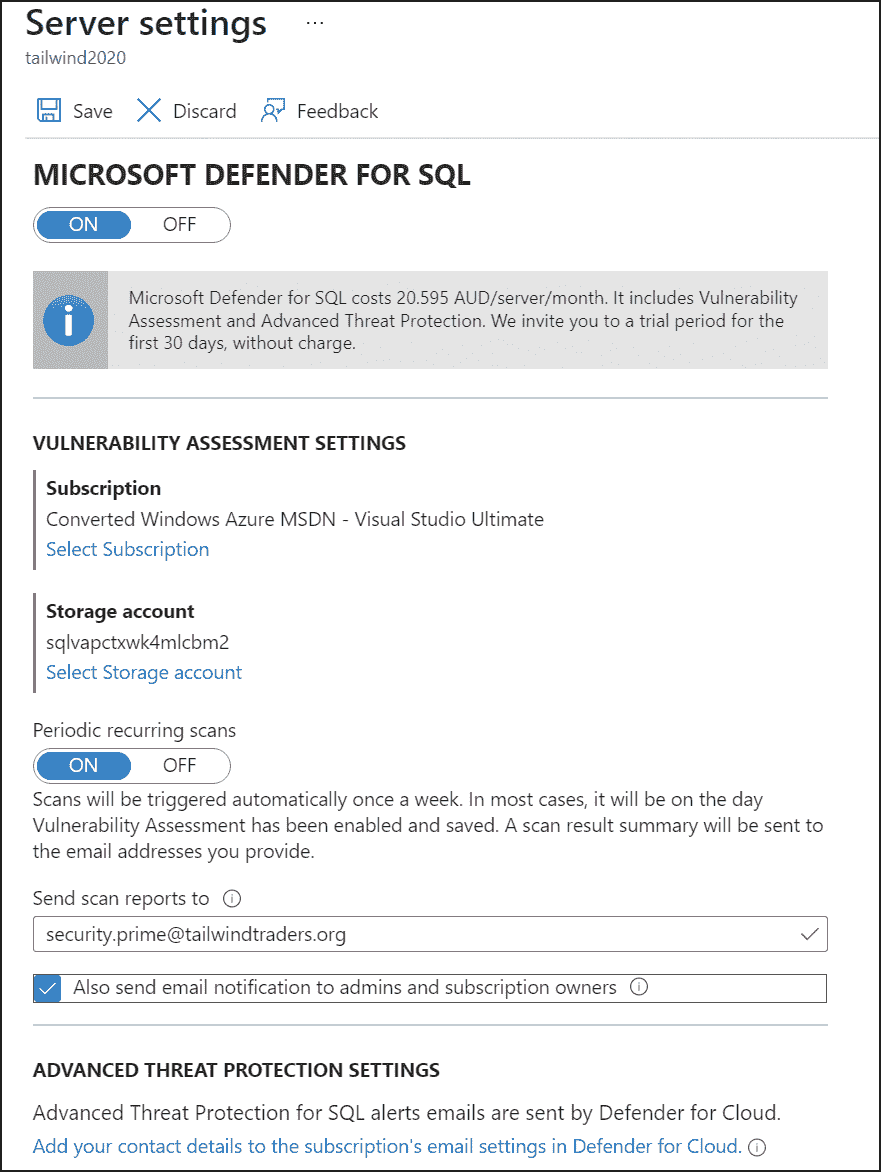 Server settings ...
tailwind2020
Save Discard Feedback
MICROSOFT DEFENDER FOR SQL
ON OFF
Microsoft Defender for SQL costs 20.595 AUD/server/month. It includes Vulnerability
Assessment and Advanced Threat Protection. We invite you to a trial period for the
first 30 days, without charge.
VULNERABILITY ASSESSMENT SETTINGS
Subscription
Converted Windows Azure MSDN - Visual Studio Ultimate
Select Subscription
Storage account
sqlvapctxwk4mlcbm2
Select Storage account
Periodic recurring scans
ON OFF
Scans will be triggered automatically once a week. In most cases, it will be on the day
Vulnerability Assessment has been enabled and saved. A scan result summary will be sent to
the email addresses you provide.
Send scan reports to
security.prime@tailwindtraders.org
Also send email notification to admins and subscription owners
ADVANCED THREAT PROTECTION SETTINGS
Advanced Threat Protection for SQL alerts emails are sent by Defender for Cloud.
Add your contact details to the subscription's email settings in Defender for Cloud.